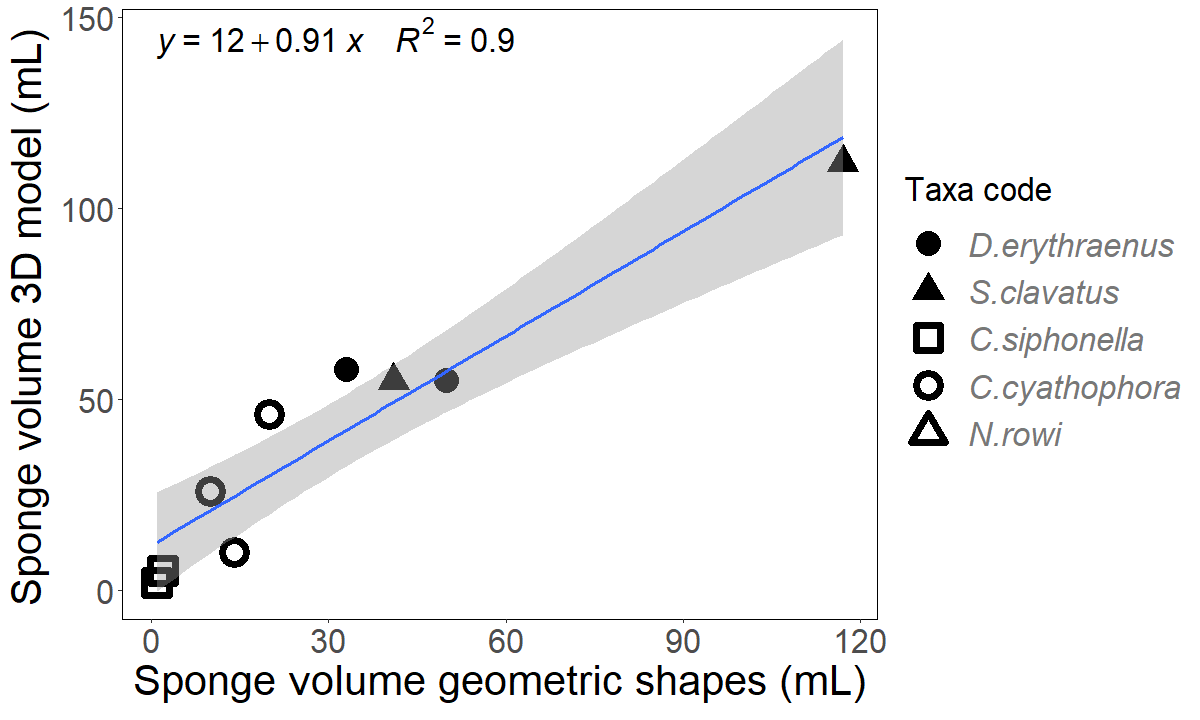 y = 12 + 0.91 x R² = 0.9
Sponge volume 3D model (mL)
150
100
50
0
0 30 60 90 120
Sponge volume geometric shapes (mL)
Taxa code
D.erythraenus
S.clavatus
C.siphonella
C.cyathophora
N.rowi